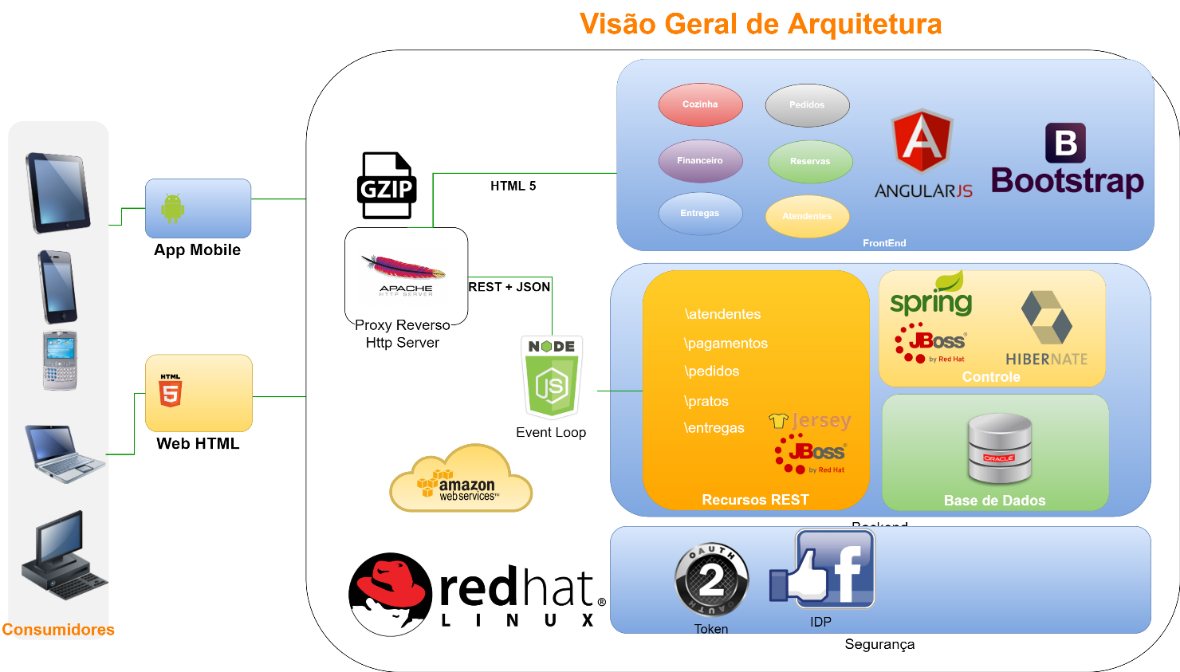 Visão Geral de Arquitetura
Cozinha
Pedidos
Financeiro
Reservas
Entregas
Atendentes
ANGULARJS
B
Bootstrap
FrontEnd
GZIP
HTML 5
App Mobile
APACHE
HTTP SERVER
REST + JSON
Proxy Reverso
Http Server
NODE
JS
Event Loop
HTML
5
Web HTML
\atendentes
\pagamentos
\pedidos
\pratos
\entregas
Jersey
JBoss
by Red Hat
Recursos REST
spring
JBoss
by Red Hat
HIBERNATE
Controle
ORACLE
Base de Dados
Backend
amazon
webservices™
redhat®
LINUX
OAUTH
2
OAUTH
Token
f
IDP
Segurança
Consumidores